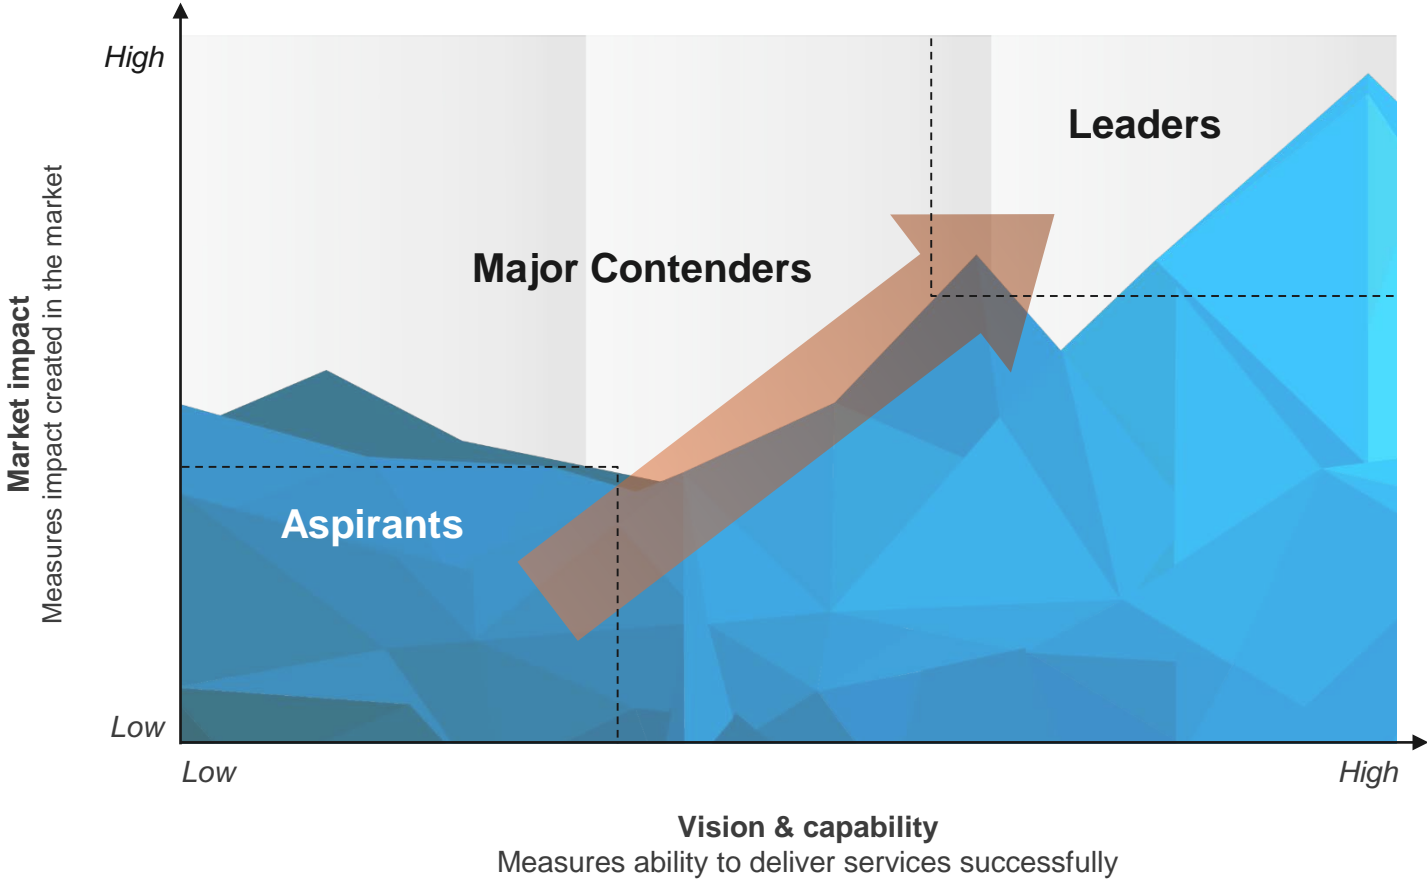 High
Leaders
Major Contenders
Market impact
Measures impact created in the market
Aspirants
Low
Low
High
Vision & capability
Measures ability to deliver services successfully